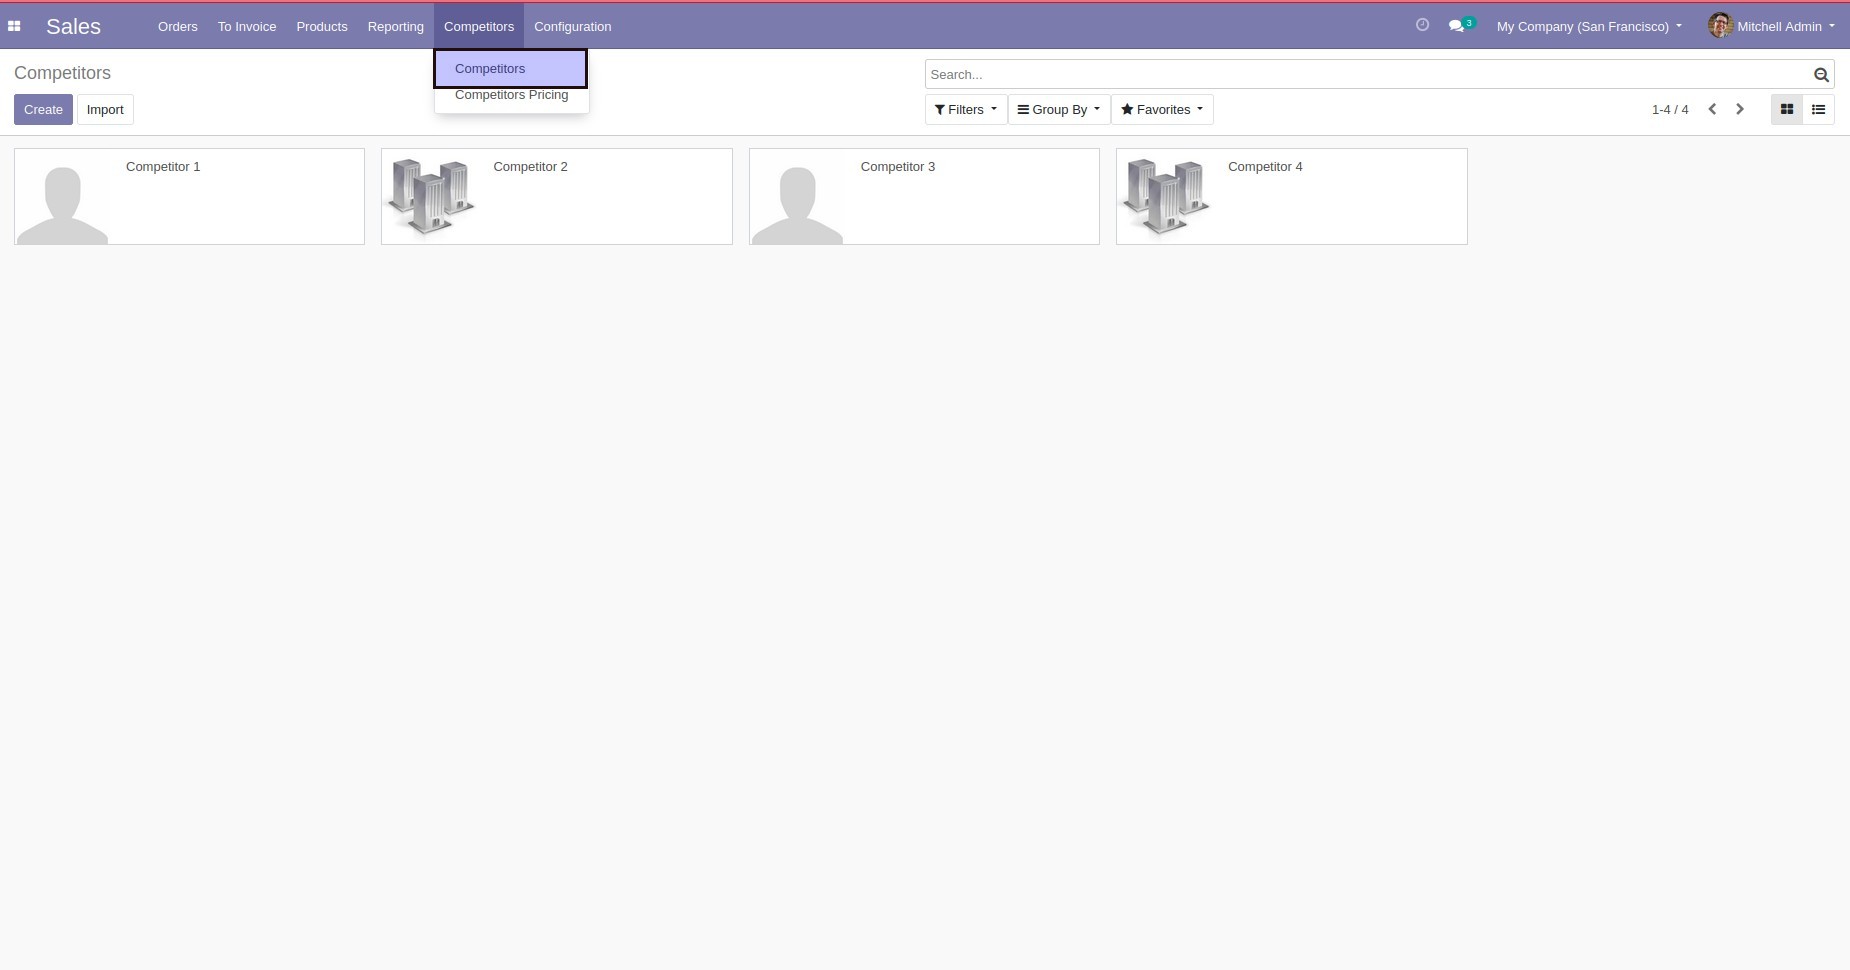 Sales Orders To Invoice Products Reporting Competitors Configuration 3 My Company (San Francisco) Mitchell Admin
Competitors
Competitors
Competitors Pricing
Search...
Create Import
Filters Group By Favorites 1-4 / 4
Competitor 1 Competitor 2 Competitor 3 Competitor 4